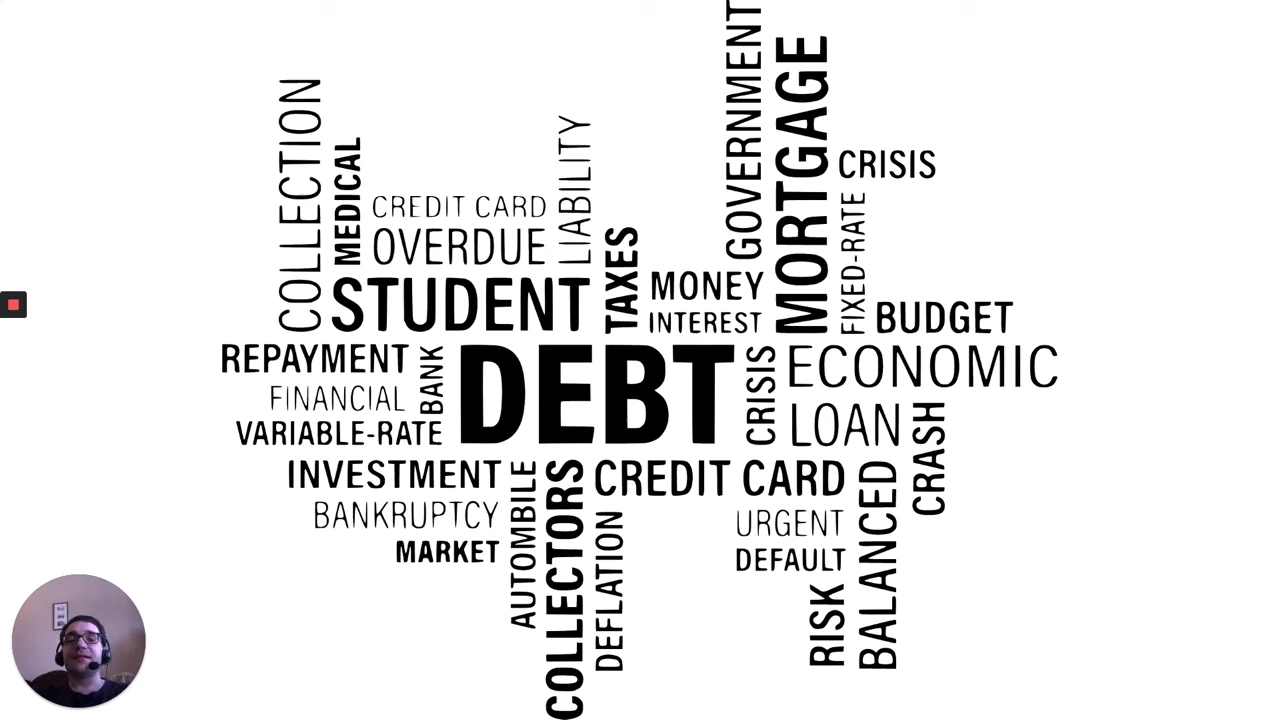 COLLECTION
MEDICAL
CREDIT CARD
OVERDUE
LIABILITY
STUDENT
TAXES
MONEY
INTEREST
GOVERNMENT
MORTGAGE
CRISIS
FIXED-RATE
BUDGET
REPAYMENT
FINANCIAL
VARIABLE-RATE
BANK
DEBT
CRISIS
ECONOMIC
LOAN
CRASH
INVESTMENT
BANKRUPTCY
MARKET
AUTOMBILE
COLLECTORS
CREDIT CARD
DEFLATION
URGENT
DEFAULT
RISK
BALANCED